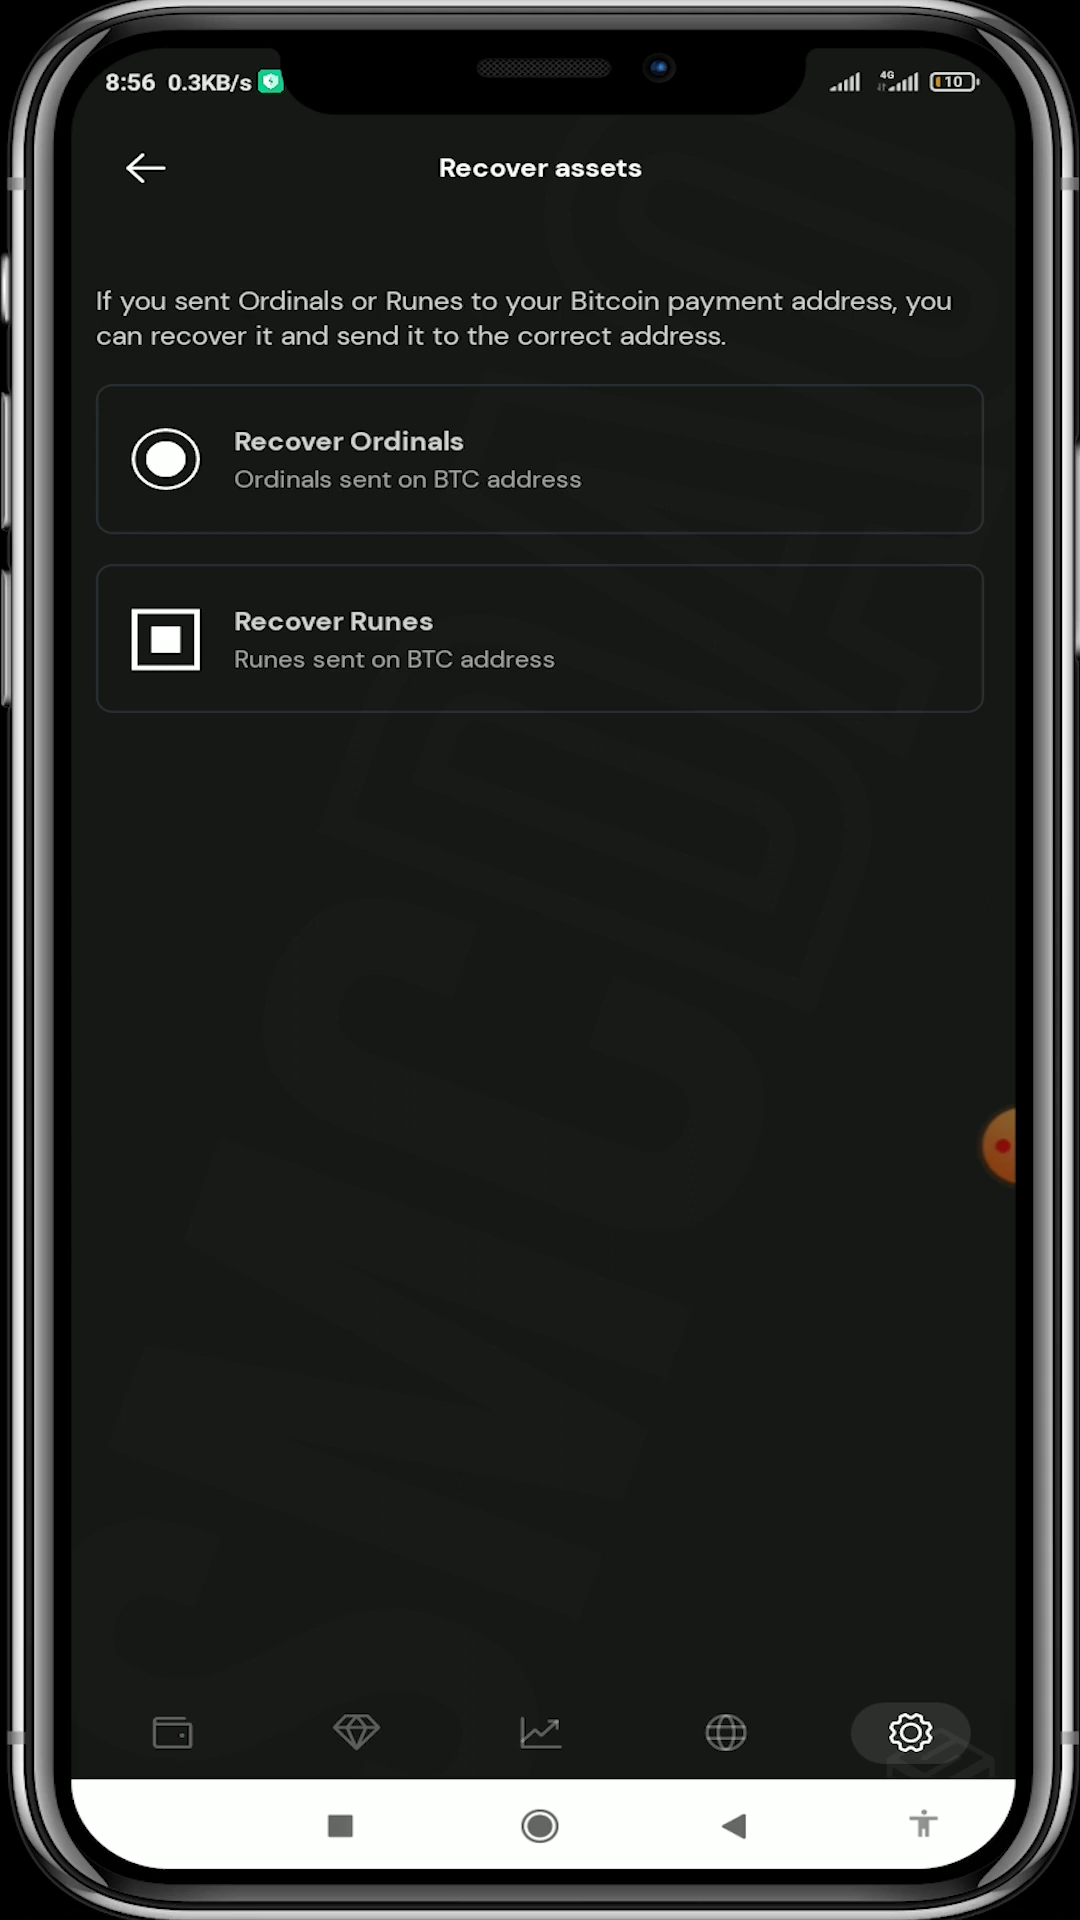 8:56 0.3KB/s 4G 10
Recover assets
If you sent Ordinals or Runes to your Bitcoin payment address, you
can recover it and send it to the correct address.
Recover Ordinals
Ordinals sent on BTC address
Recover Runes
Runes sent on BTC address